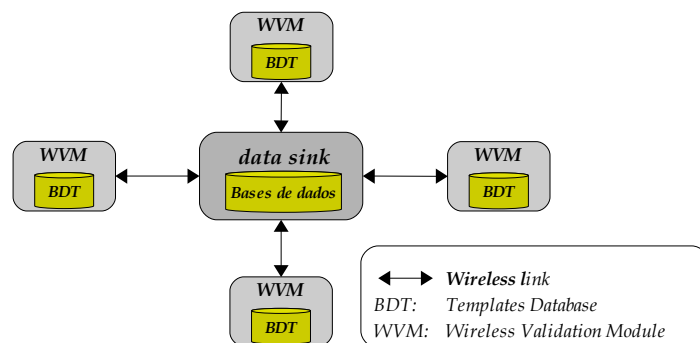 WVM
BDT
data sink
Bases de dados
WVM
BDT
WVM
BDT
WVM
BDT
Wireless link
BDT: Templates Database
WVM: Wireless Validation Module